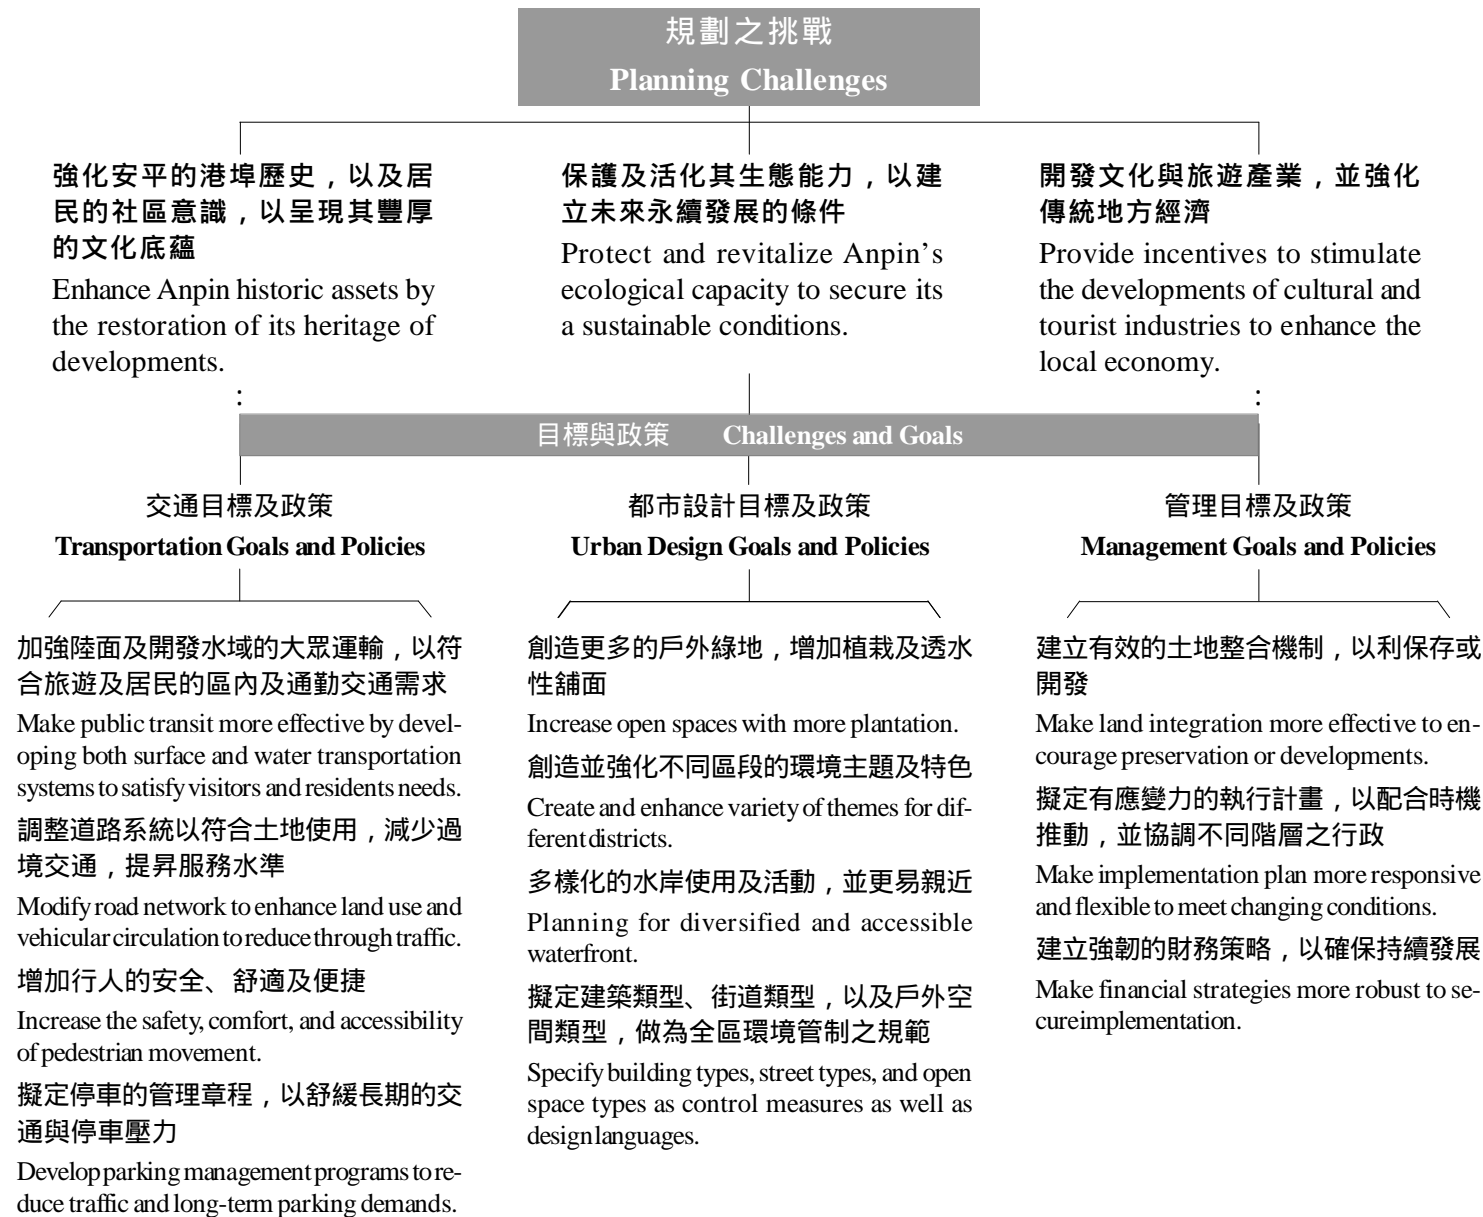 規劃之挑戰
Planning Challenges
強化安平的港埠歷史，以及居
民的社區意識，以呈現其豐厚
的文化底蘊
Enhance Anpin historic assets by
the restoration of its heritage of
developments.
:
保護及活化其生態能力，以建
立未來永續發展的條件
Protect and revitalize Anpin's
ecological capacity to secure its
a sustainable conditions.
開發文化與旅遊產業，並強化
傳統地方經濟
Provide incentives to stimulate
the developments of cultural and
tourist industries to enhance the
local economy.
:
目標與政策 Challenges and Goals
交通目標及政策
Transportation Goals and Policies
加強陸面及開發水域的大眾運輸，以符
合旅遊及居民的區內及通勤交通需求
Make public transit more effective by devel-
oping both surface and water transportation
systems to satisfy visitors and residents needs.
調整道路系統以符合土地使用，減少過
境交通，提昇服務水準
Modify road network to enhance land use and
vehicular circulation to reduce through traffic.
增加行人的安全、舒適及便捷
Increase the safety, comfort, and accessibility
of pedestrian movement.
擬定停車的管理章程，以舒緩長期的交
通與停車壓力
Develop parking management programs to re-
duce traffic and long-term parking demands.
都市設計目標及政策
Urban Design Goals and Policies
創造更多的戶外綠地，增加植栽及透水
性舖面
Increase open spaces with more plantation.
創造並強化不同區段的環境主題及特色
Create and enhance variety of themes for dif-
ferent districts.
多樣化的水岸使用及活動，並更易親近
Planning for diversified and accessible
waterfront.
擬定建築類型、街道類型，以及戶外空
間類型，做為全區環境管制之規範
Specify building types, street types, and open
space types as control measures as well as
design languages.
管理目標及政策
Management Goals and Policies
建立有效的土地整合機制，以利保存或
開發
Make land integration more effective to en-
courage preservation or developments.
擬定有應變力的執行計畫，以配合時機
推動，並協調不同階層之行政
Make implementation plan more responsive
and flexible to meet changing conditions.
建立強韌的財務策略，以確保持續發展
Make financial strategies more robust to se-
cure implementation.